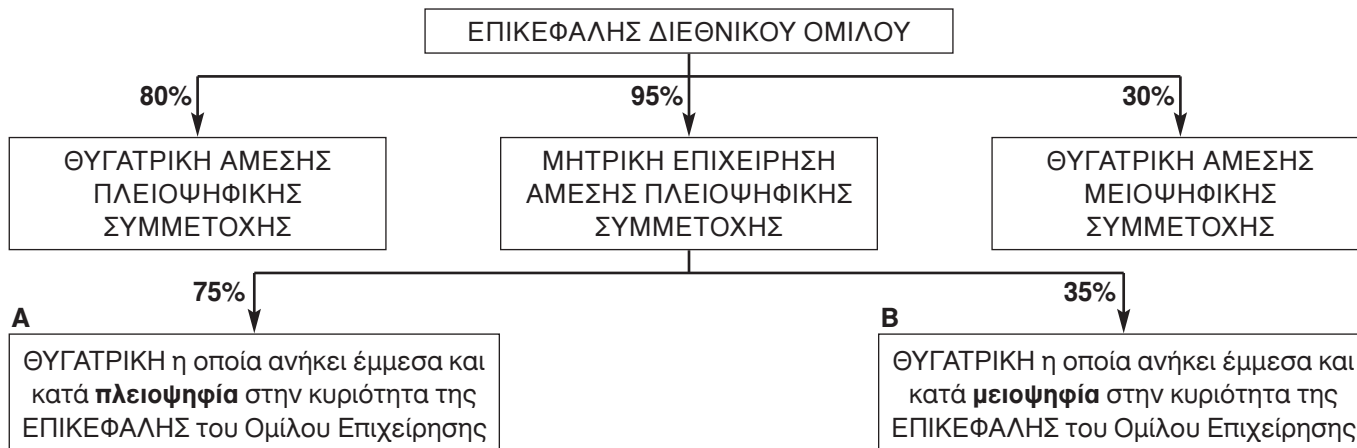 ΕΠΙΚΕΦΑΛΗΣ ΔΙΕΘΝΙΚΟΥ ΟΜΙΛΟΥ
80%
95%
30%
ΘΥΓΑΤΡΙΚΗ ΑΜΕΣΗΣ
ΠΛΕΙΟΨΗΦΙΚΗΣ
ΣΥΜΜΕΤΟΧΗΣ
ΜΗΤΡΙΚΗ ΕΠΙΧΕΙΡΗΣΗ
ΑΜΕΣΗΣ ΠΛΕΙΟΨΗΦΙΚΗΣ
ΣΥΜΜΕΤΟΧΗΣ
ΘΥΓΑΤΡΙΚΗ ΑΜΕΣΗΣ
ΜΕΙΟΨΗΦΙΚΗΣ
ΣΥΜΜΕΤΟΧΗΣ
75%
35%
Α
ΘΥΓΑΤΡΙΚΗ η οποία ανήκει έμμεσα και
κατά πλειοψηφία στην κυριότητα της
ΕΠΙΚΕΦΑΛΗΣ του Ομίλου Επιχείρησης
Β
ΘΥΓΑΤΡΙΚΗ η οποία ανήκει έμμεσα και
κατά μειοψηφία στην κυριότητα της
ΕΠΙΚΕΦΑΛΗΣ του Ομίλου Επιχείρησης